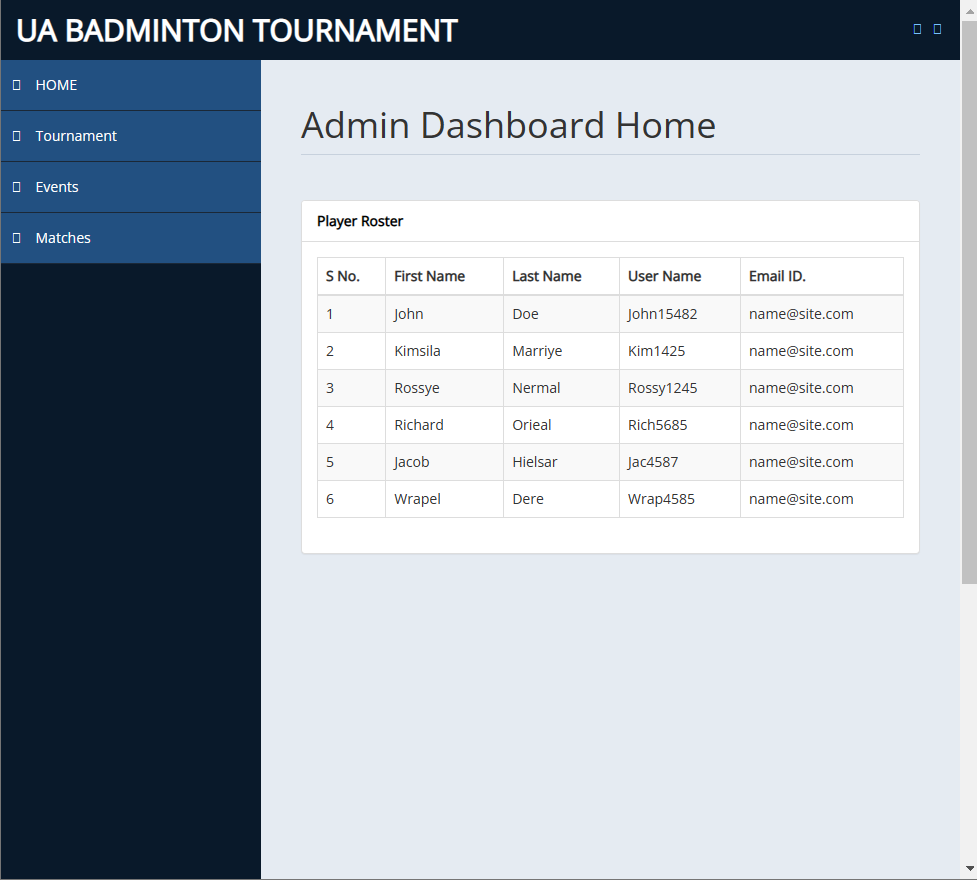 UA BADMINTON TOURNAMENT
HOME
Tournament
Events
Matches
Admin Dashboard Home
Player Roster
S No. First Name Last Name User Name Email ID.
1 John Doe John15482 name@site.com
2 Kimsila Marriye Kim1425 name@site.com
3 Rossye Nermal Rossy1245 name@site.com
4 Richard Orieal Rich5685 name@site.com
5 Jacob Hielsar Jac4587 name@site.com
6 Wrapel Dere Wrap4585 name@site.com